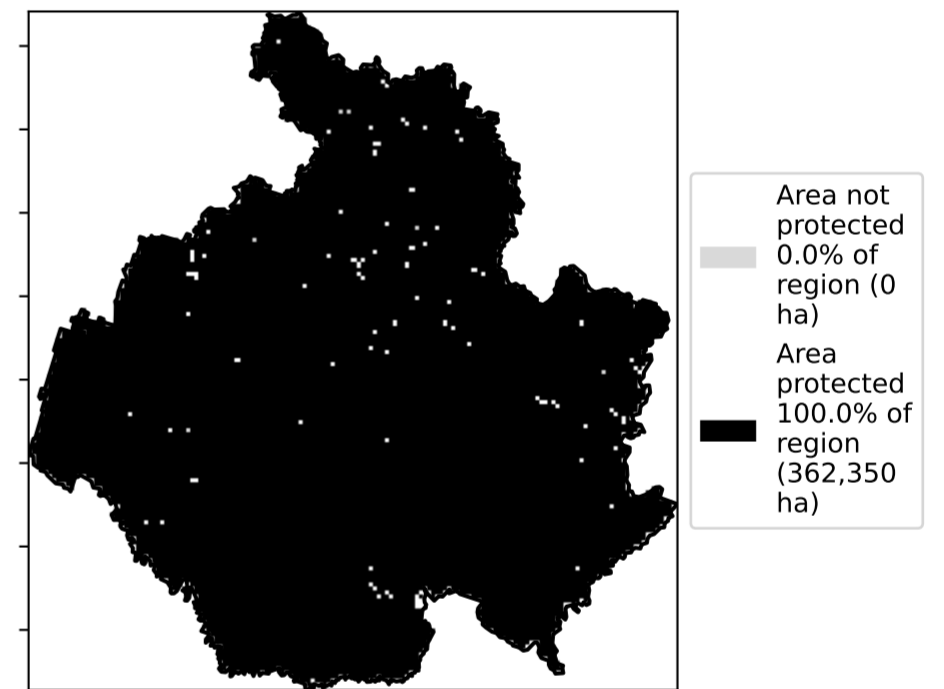 Area not
protected
0.0% of
region (0
ha)
Area
protected
100.0% of
region
(362,350
ha)